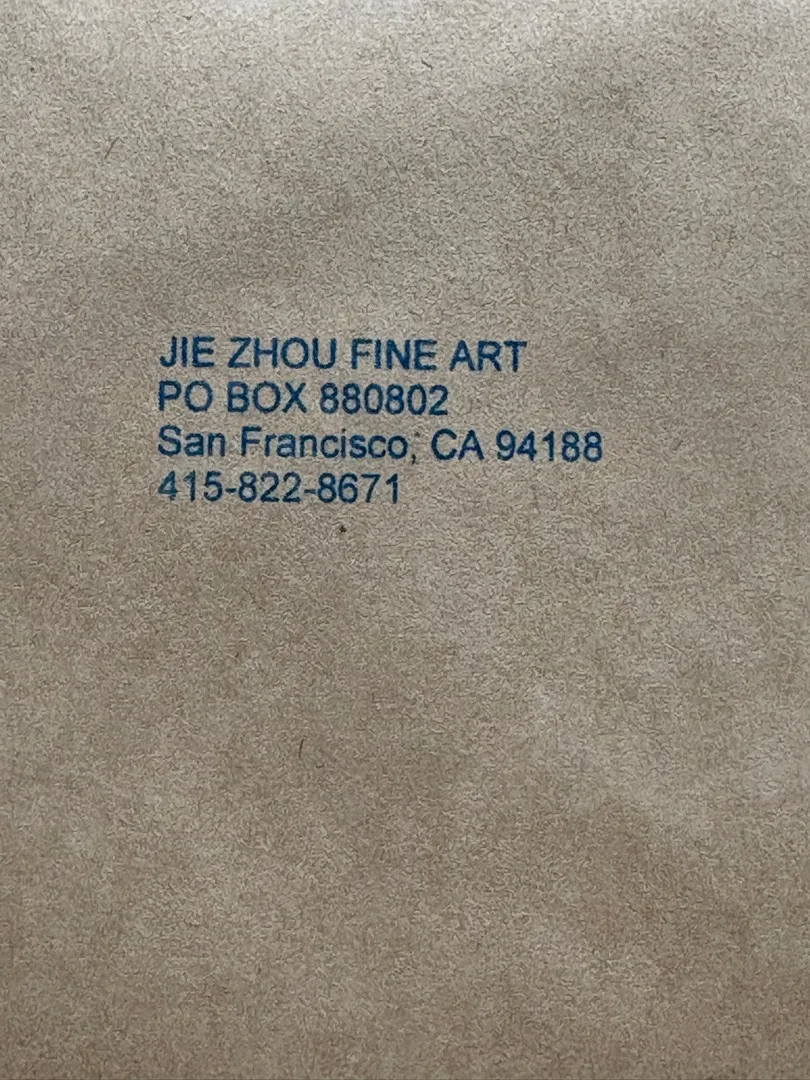 JIE ZHOU FINE ART
PO BOX 880802
San Francisco, CA 94188
415-822-8671